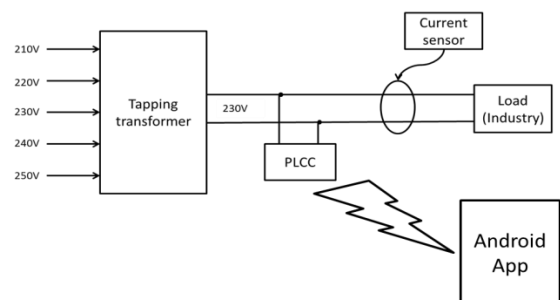 Current
sensor
210V
220V
230V
240V
250V
Tapping
transformer
230V
PLCC
Load
(Industry)
Android
App